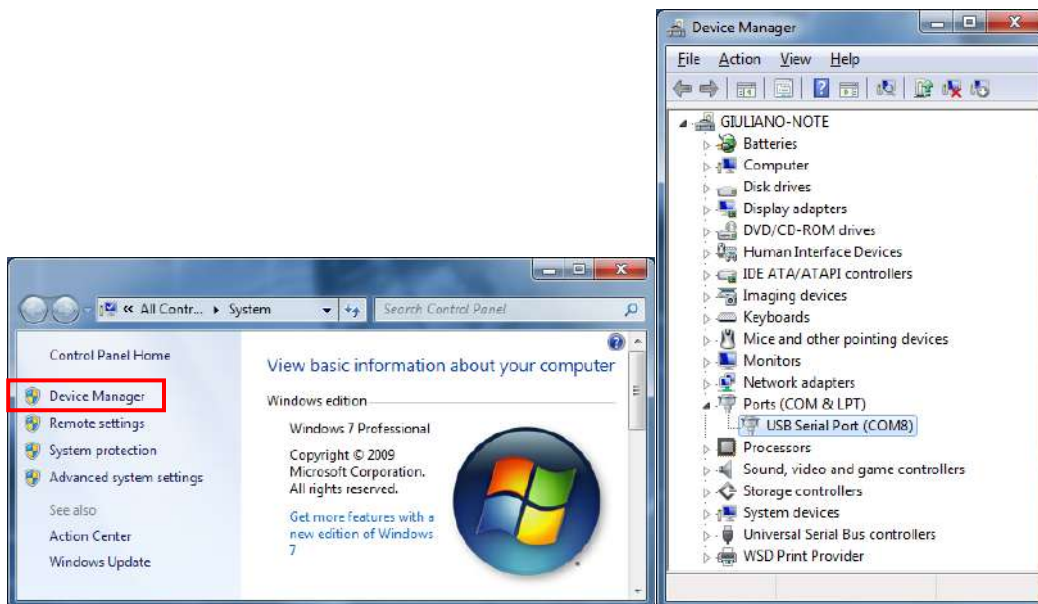 All Contr... System
Search Control Panel
Control Panel Home
Device Manager
Remote settings
System protection
Advanced system settings
See also
Action Center
Windows Update
View basic information about your computer
Windows edition
Windows 7 Professional
Copyright © 2009
Microsoft Corporation.
All rights reserved.
Get more features with a
new edition of Windows
7
Device Manager
File Action View Help
GIULIANO-NOTE
Batteries
Computer
Disk drives
Display adapters
DVD/CD-ROM drives
Human Interface Devices
IDE ATA/ATAPI controllers
Imaging devices
Keyboards
Mice and other pointing devices
Monitors
Network adapters
Ports (COM & LPT)
USB Serial Port (COM8)
Processors
Sound, video and game controllers
Storage controllers
System devices
Universal Serial Bus controllers
WSD Print Provider